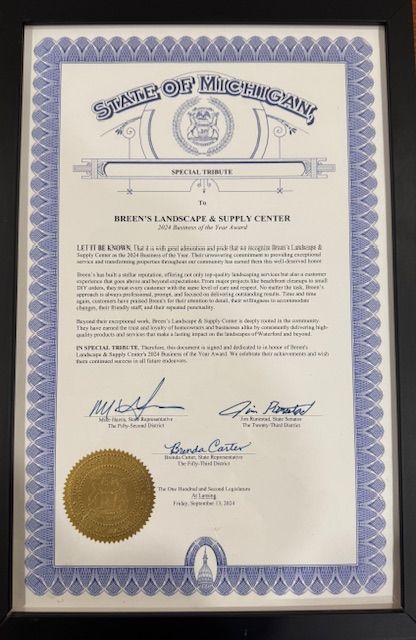 STATE OF MICHIGAN,
SPECIAL TRIBUTE
To
BREEN'S LANDSCAPE & SUPPLY CENTER
2024 Business of the Year Award
LET IT BE KNOWN, That it is with great admiration and pride that we recognize Breen's Landscape &
Supply Center as the 2024 Business of the Year. Their unwavering commitment to providing exceptional
service and transforming properties throughout our community has earned them this well-deserved honor.
Breen's has built a stellar reputation, offering not only top-quality landscaping services but also a customer
experience that goes above and beyond expectations. From major projects like beachfront cleanups to small
DIY orders, they treat every customer with the same level of care and respect. No matter the task, Breen's
approach is always professional, prompt, and focused on delivering outstanding results. Time and time
again, customers have praised Breen's for their attention to detail, their willingness to accommodate
changes, their friendly staff, and their repeated punctuality.
Beyond their exceptional work, Breen's Landscape & Supply Center is deeply rooted in the community.
They have earned the trust and loyalty of homeowners and businesses alike by consistently delivering high-
quality products and services that make a lasting impact on the landscapes of Waterford and beyond.
IN SPECIAL TRIBUTE, Therefore, this document is signed and dedicated to in honor of Breen's
Landscape & Supply Center's 2024 Business of the Year Award. We celebrate their achievements and wish
them continued success in all future endeavors.
Mike Harris, State Representative
The Fifty-Second District
Jim Runestad
Jim Runestad, State Senator
The Twenty-Third District
Brenda Carter
Brenda Carter, State Representative
The Fifty-Third District
The One Hundred and Second Legislature
At Lansing
Friday, September 13, 2024